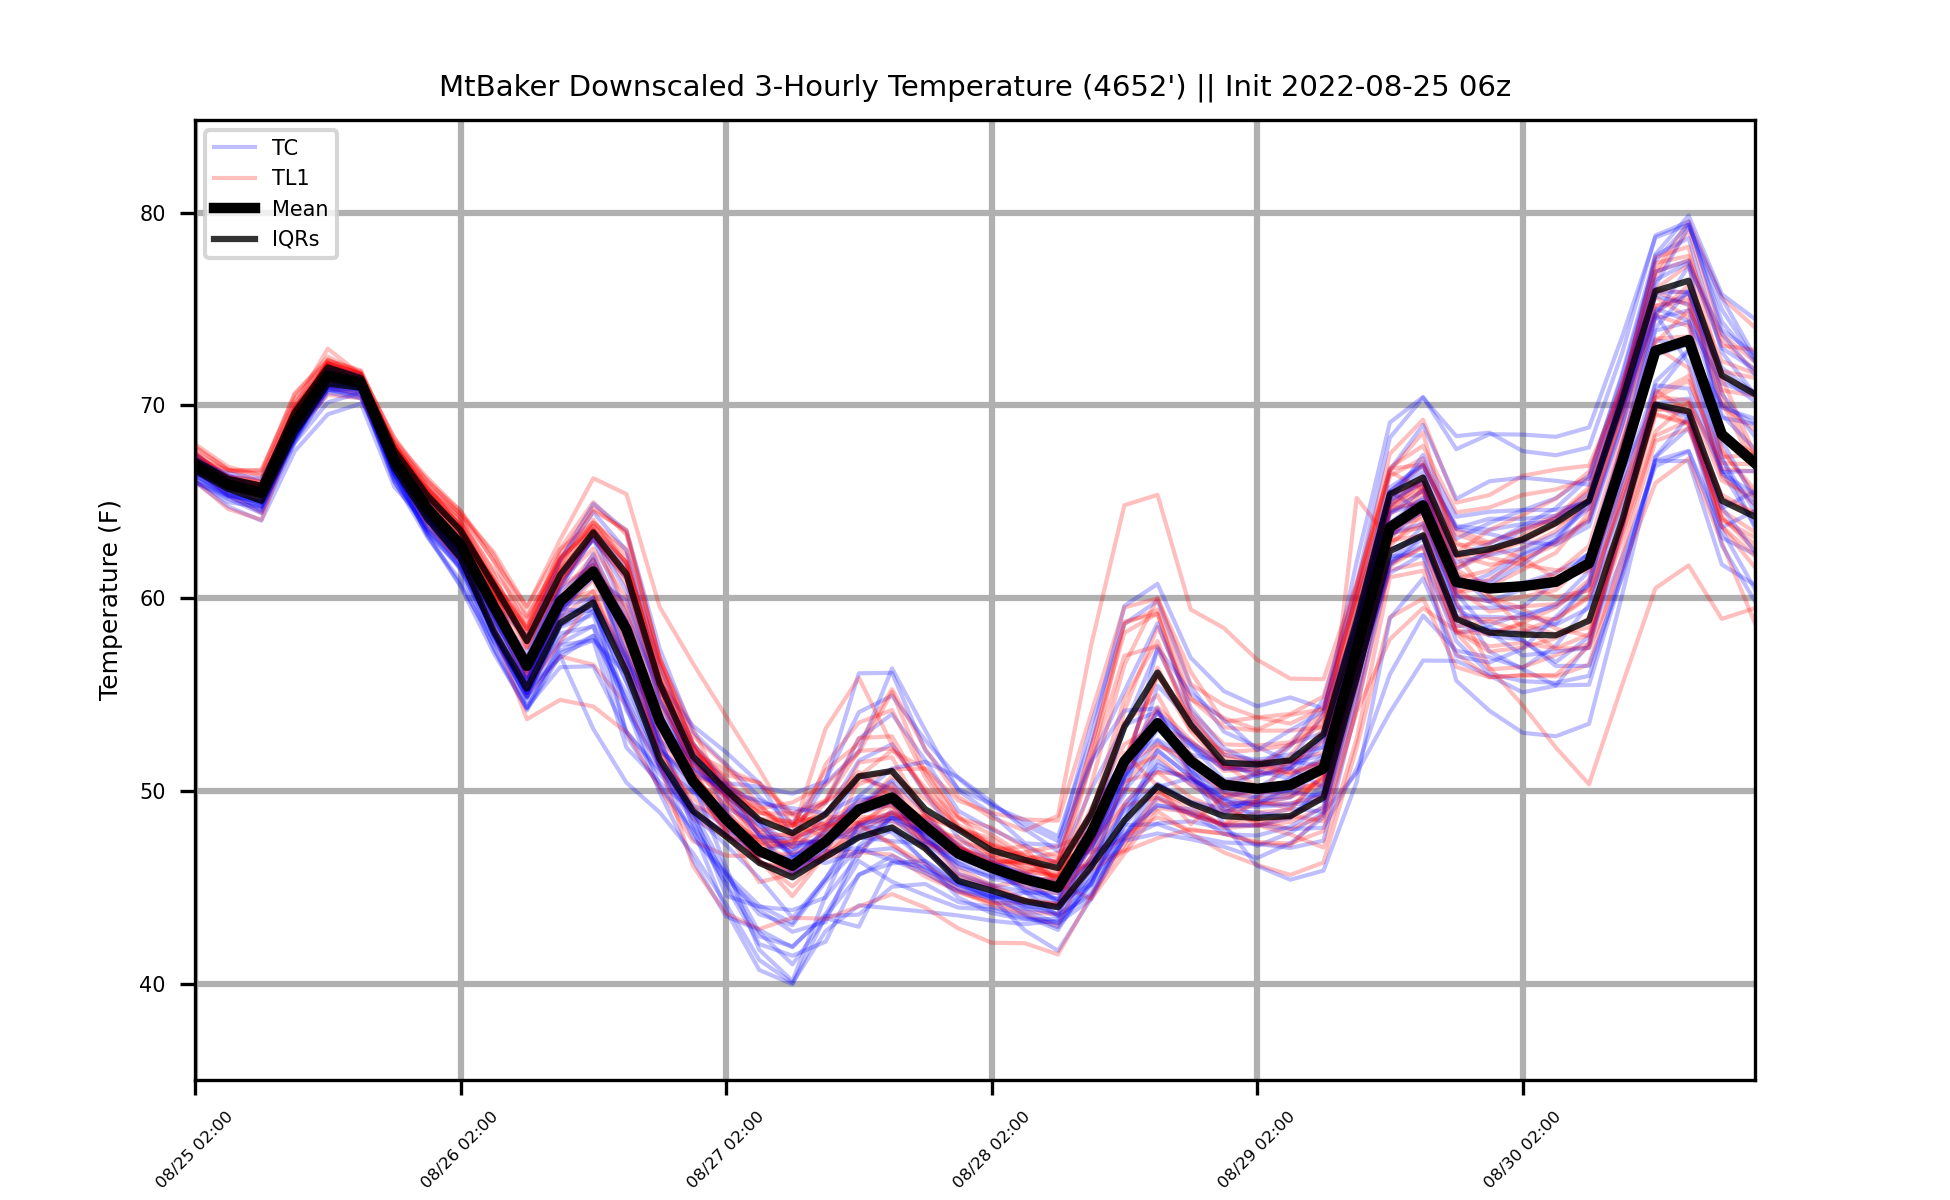 MtBaker Downscaled 3-Hourly Temperature (4652') || Init 2022-08-25 06z
TC
TL1
Mean
IQRs
Temperature (F)
80
70
60
50
40
08/25 02:00
08/26 02:00
08/27 02:00
08/28 02:00
08/29 02:00
08/30 02:00